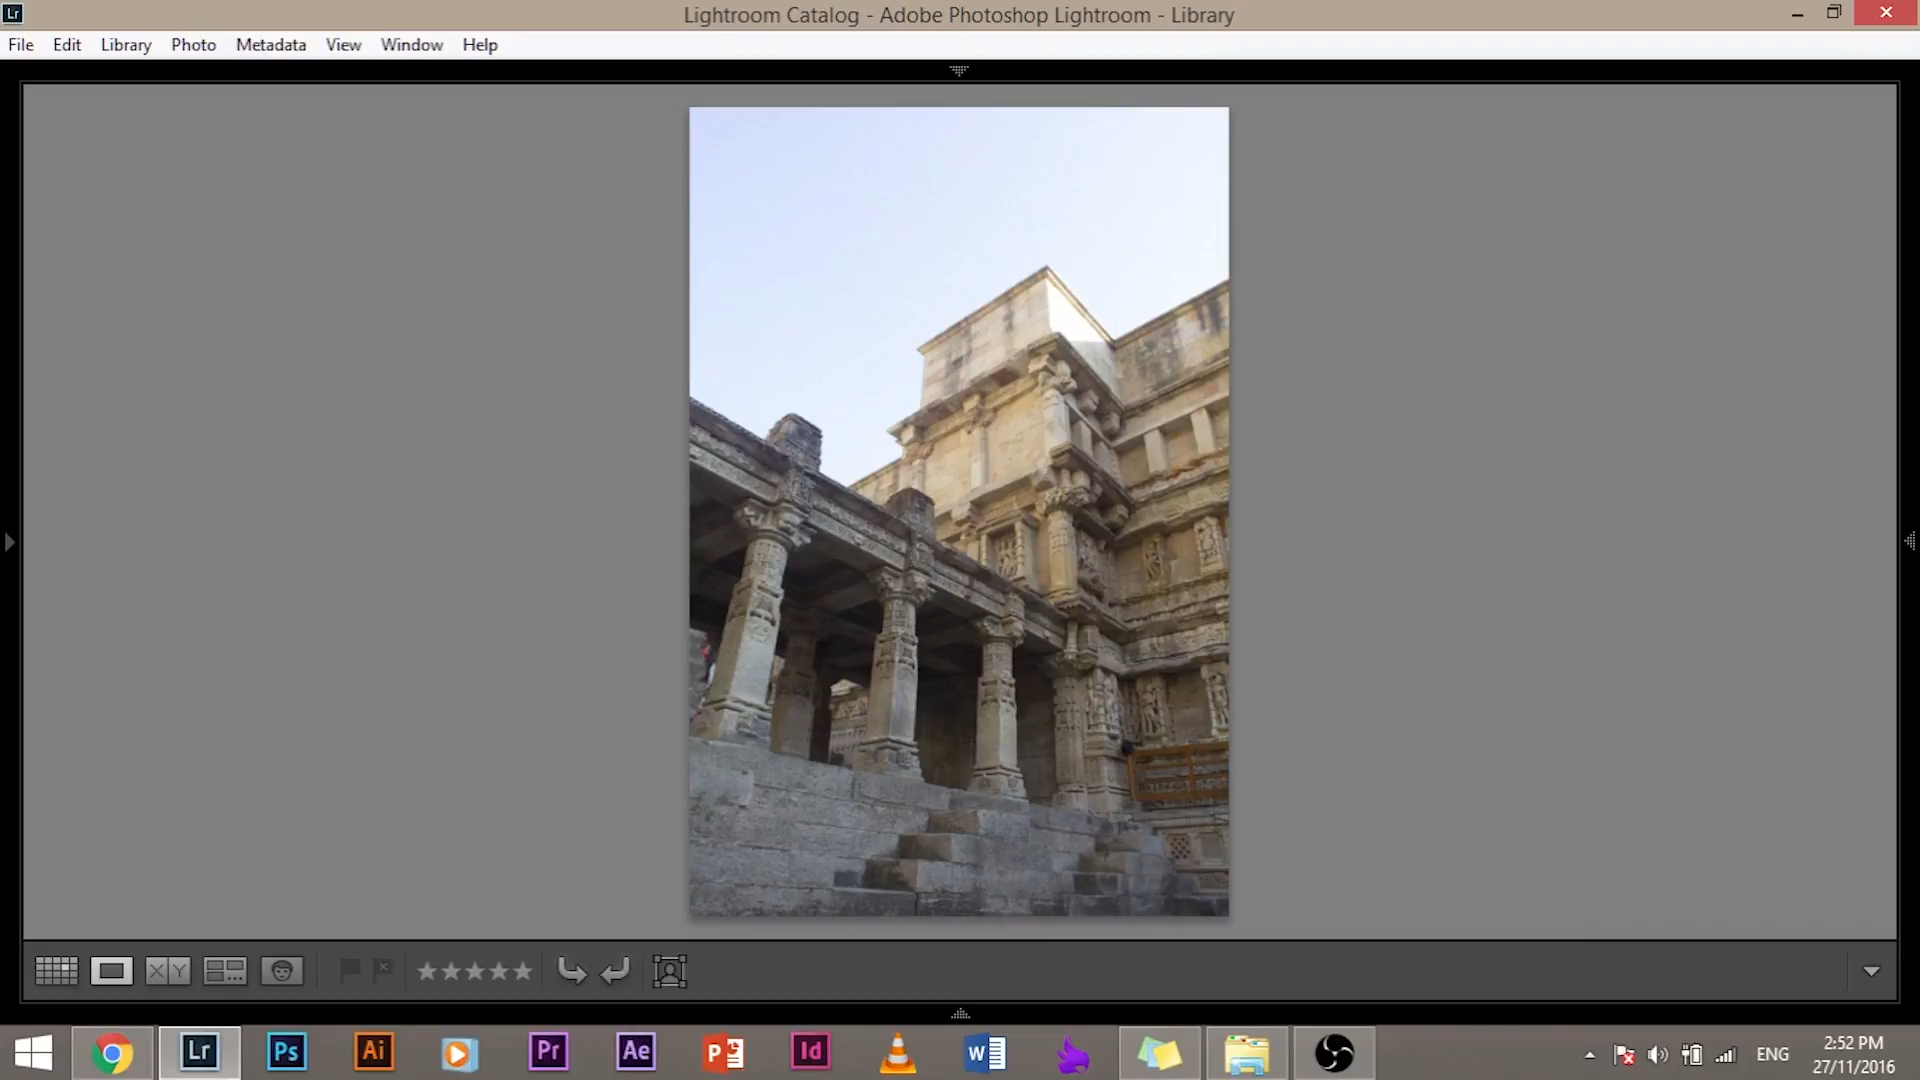 Lr
Lightroom Catalog - Adobe Photoshop Lightroom - Library
File Edit Library Photo Metadata View Window Help
X Y
Lr Ps Ai Pr Ae P Id W ENG
2:52 PM
27/11/2016